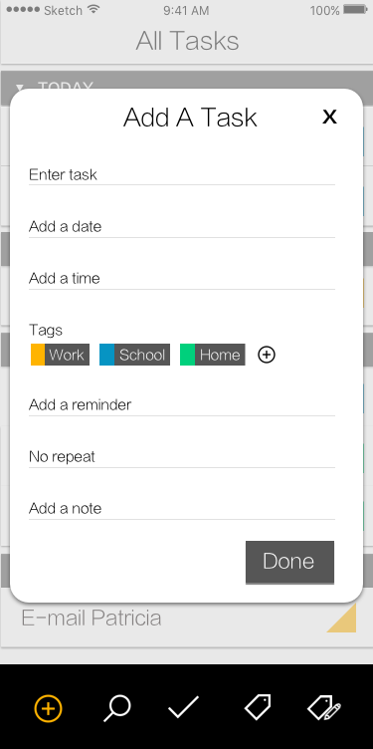 Sketch 9:41 AM 100%
All Tasks
TODAY
Add A Task X
Enter task
Add a date
Add a time
Tags
Work School Home
Add a reminder
No repeat
Add a note
Done
E-mail Patricia